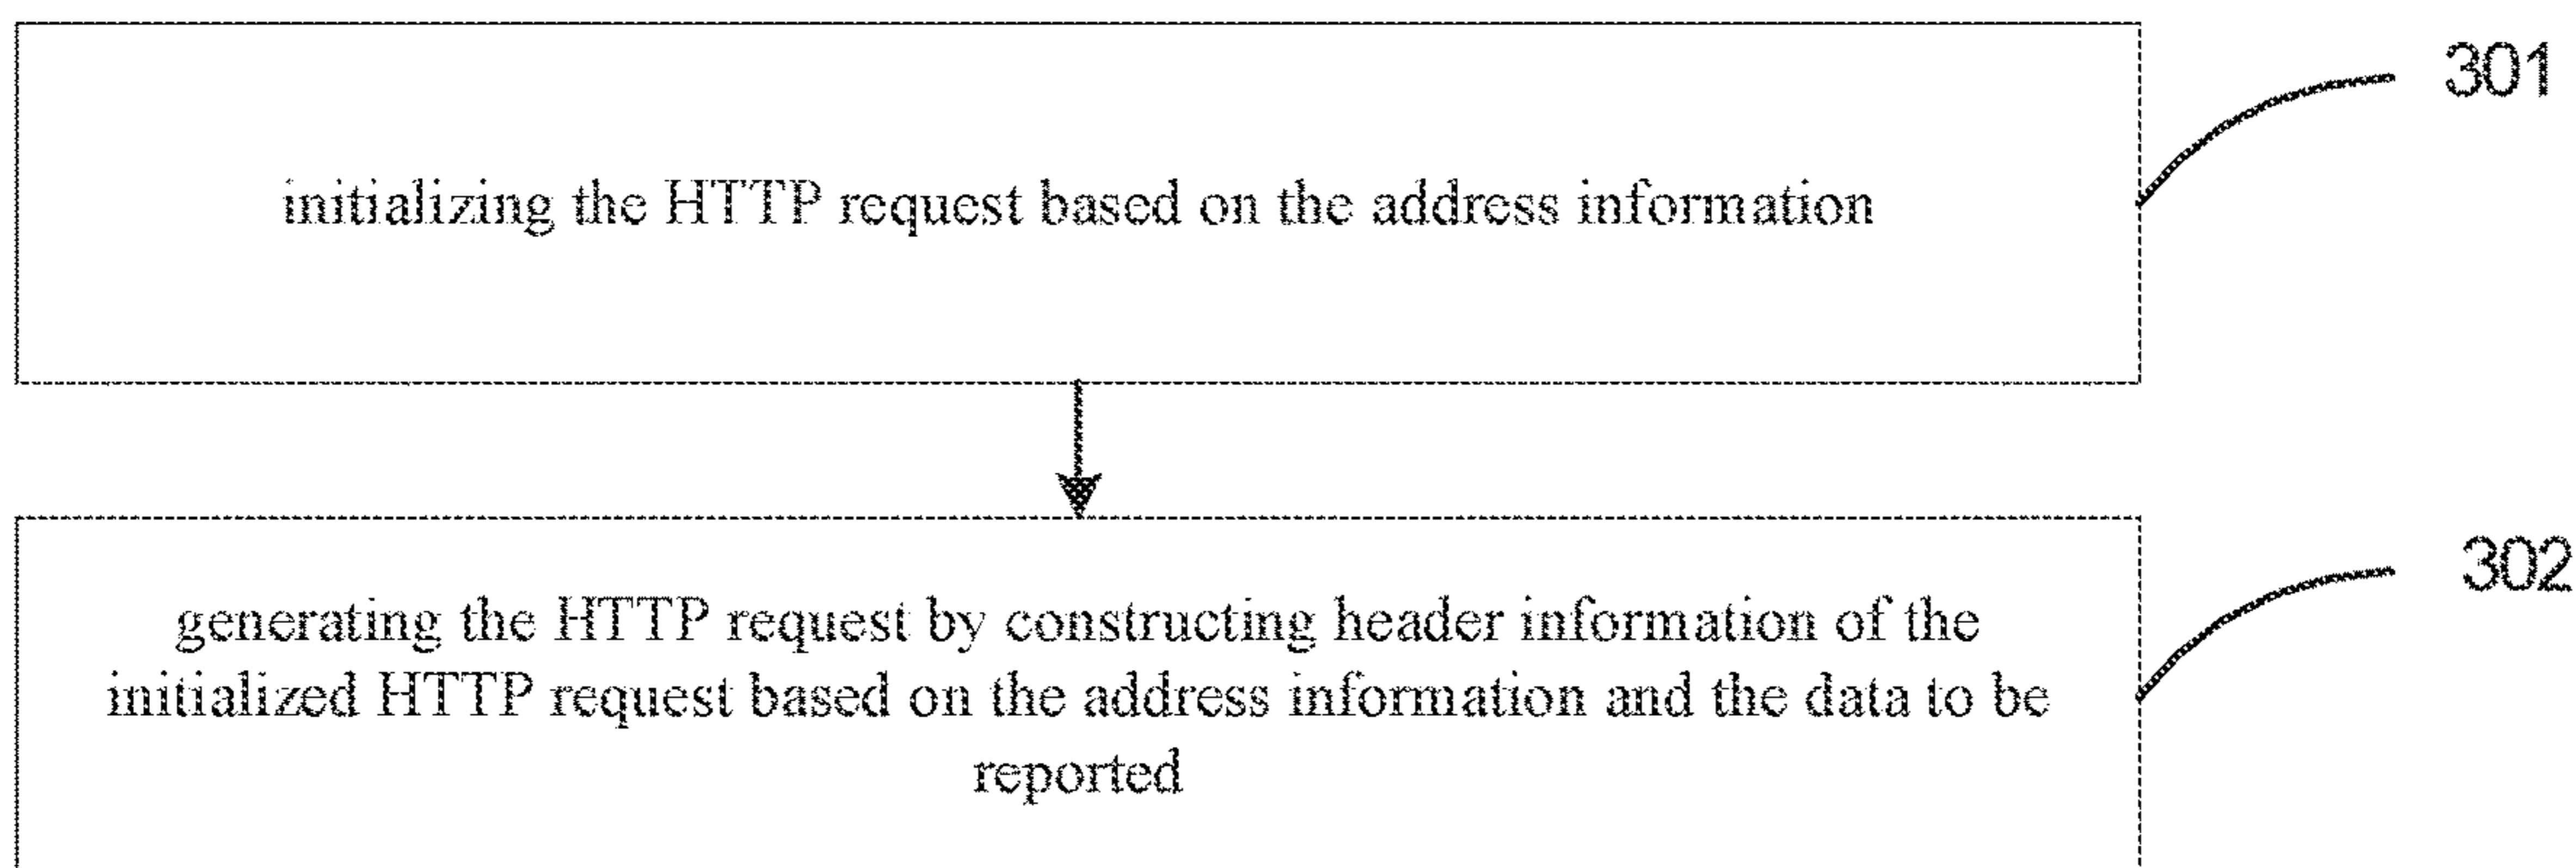 301
initializing the HTTP request based on the address information
302
generating the HTTP request by constructing header information of the
initialized HTTP request based on the address information and the data to be
reported